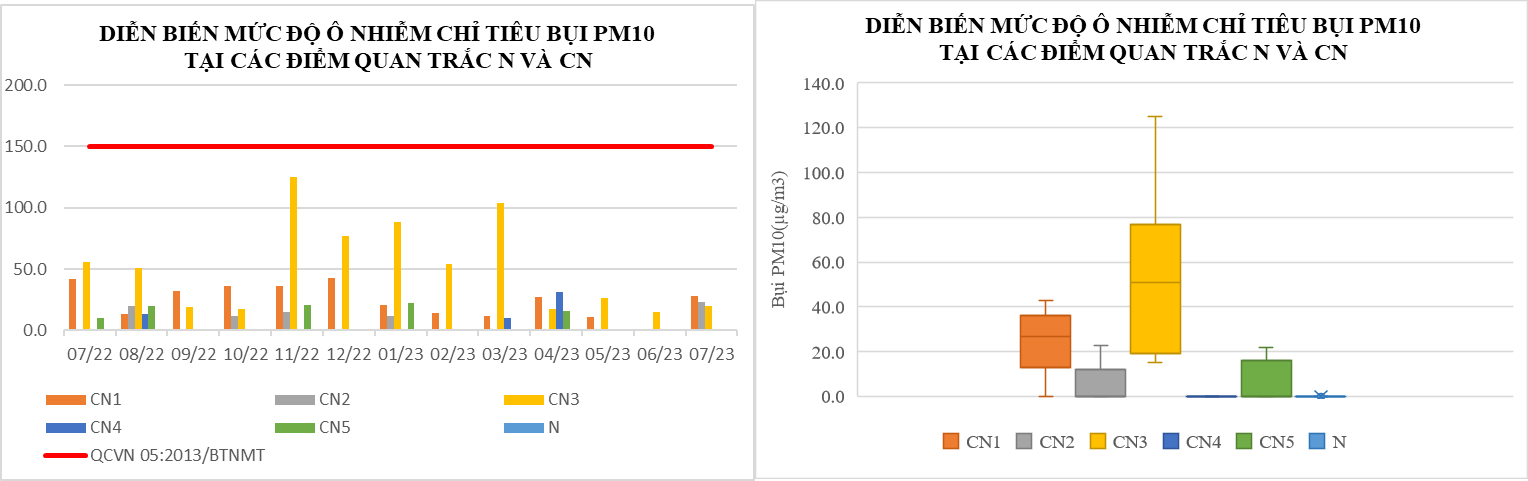 DIỄN BIẾN MỨC ĐỘ Ô NHIỄM CHỈ TIÊU BỤI PM10
TẠI CÁC ĐIỂM QUAN TRẮC N VÀ CN
200.0
150.0
100.0
50.0
0.0
07/22 08/22 09/22 10/22 11/22 12/22 01/23 02/23 03/23 04/23 05/23 06/23 07/23
CN1 CN2 CN3
CN4 CN5 N
QCVN 05:2013/BTNMT
DIỄN BIẾN MỨC ĐỘ Ô NHIỄM CHỈ TIÊU BỤI PM10
TẠI CÁC ĐIỂM QUAN TRẮC N VÀ CN
Bụi PM10(µg/m3)
140.0
120.0
100.0
80.0
60.0
40.0
20.0
0.0
CN1 CN2 CN3 CN4 CN5 N